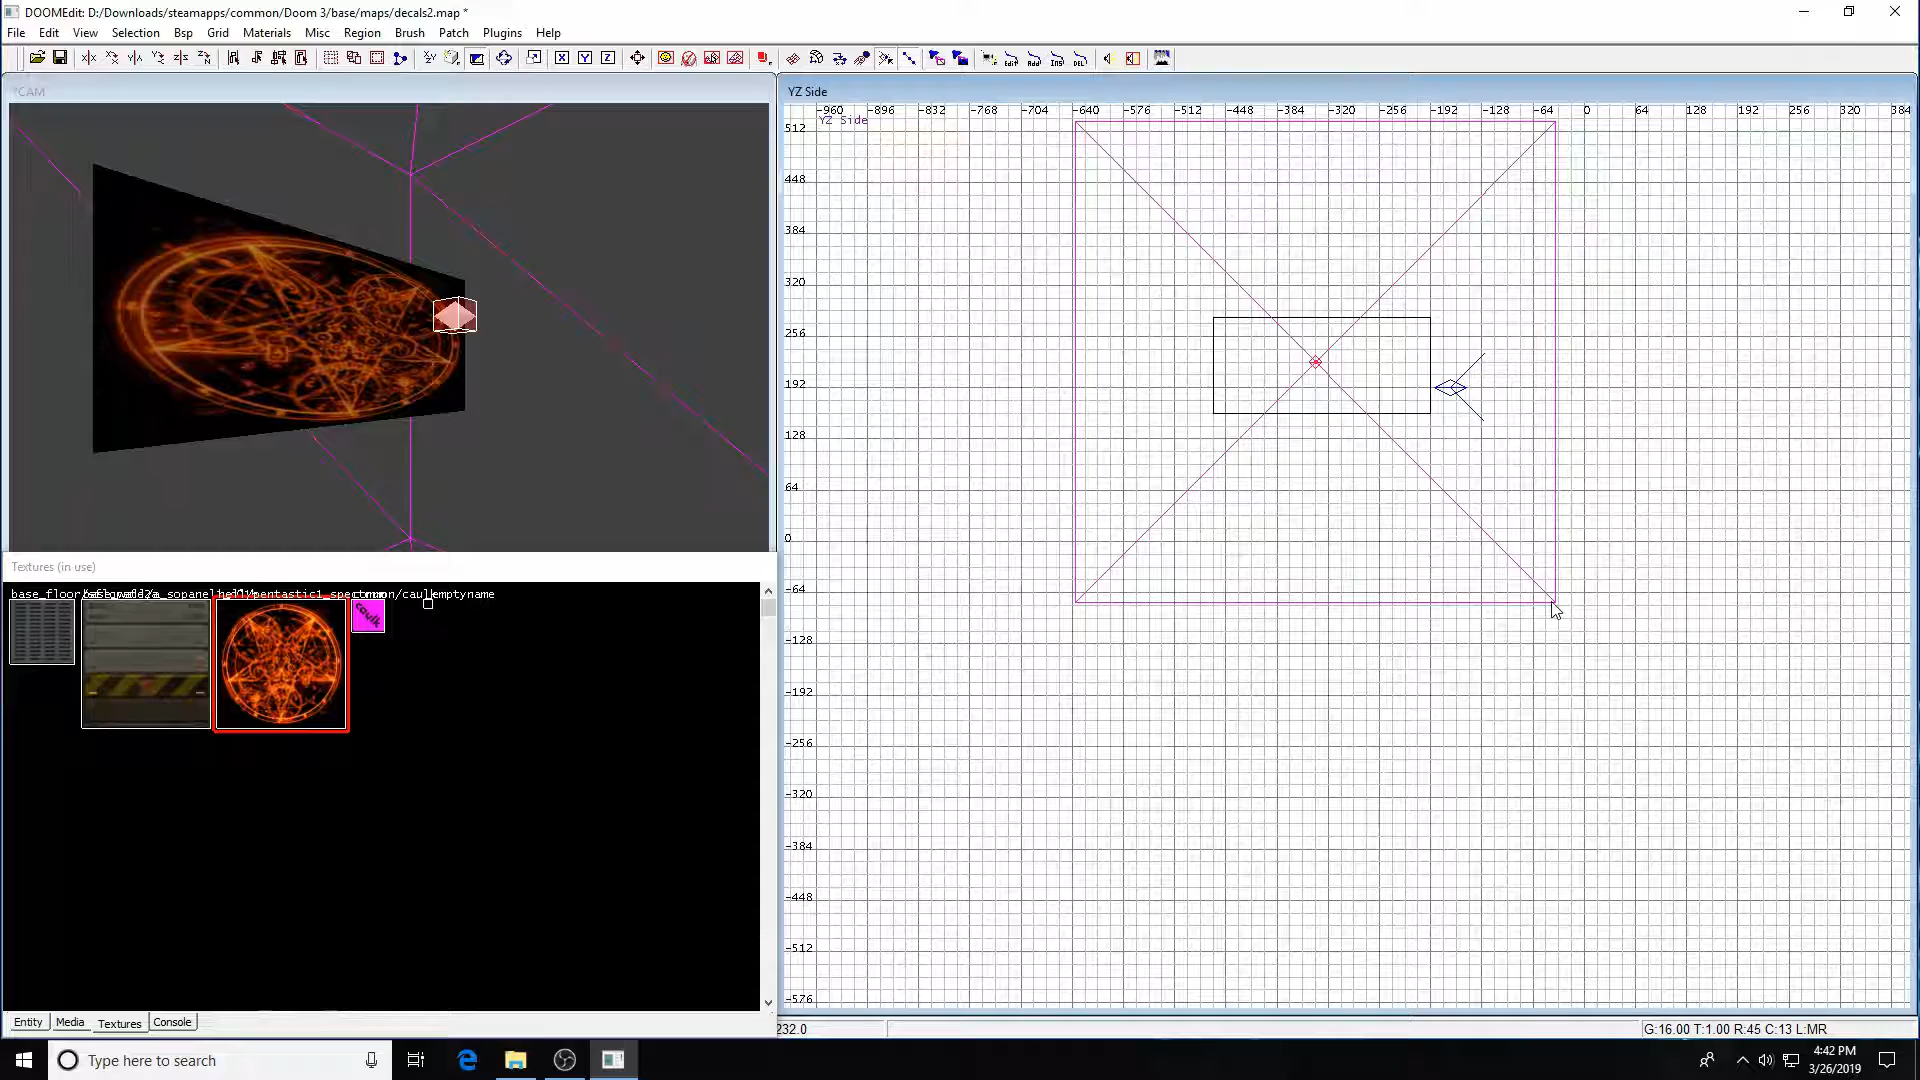 DOOMEdit: D:/Downloads/steamapps/common/Doom 3/base/maps/decals2.map *
File Edit View Selection Bsp Grid Materials Misc Region Brush Patch Plugins Help
CAM
YZ Side
-960 -896 -832 -768 -704 -640 -576 -512 -448 -384 -320 -256 -192 -128 -64 0 64 128 192 256 320 384
YZ Side
512
448
384
320
256
192
128
64
0
-64
-128
-192
-256
-320
-384
-448
-512
-576
Textures (in use)
emptyname
caulk
Entity Media Textures Console
232.0
G:16.00 T:1.00 R:45 C:13 L:MR
Type here to search
4:42 PM
3/26/2019